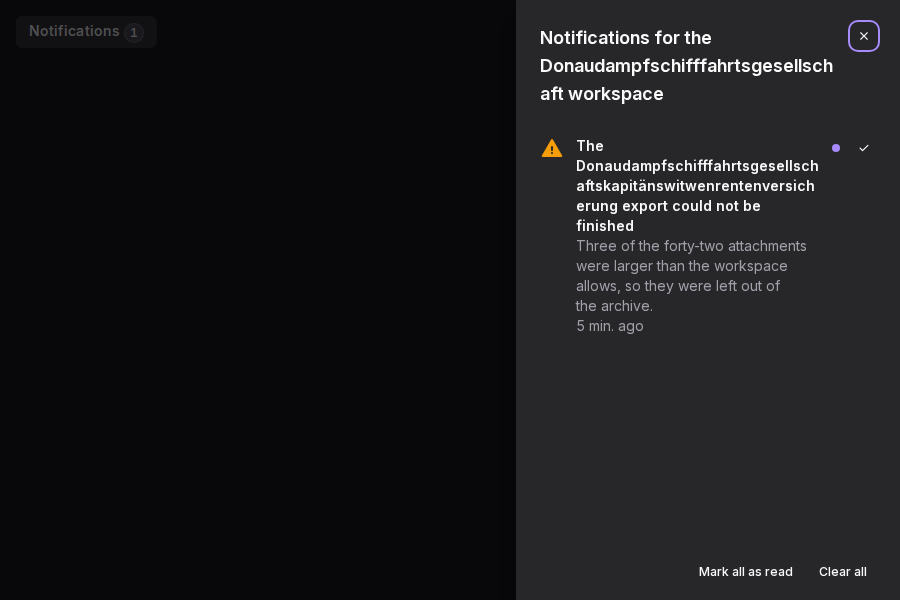 Notifications 1
Notifications for the
Donaudampfschifffahrtsgesellsch
aft workspace
The
Donaudampfschifffahrtsgesellsch
aftskapitänswitwenrentenversich
erung export could not be
finished
Three of the forty-two attachments
were larger than the workspace
allows, so they were left out of
the archive.
5 min. ago
Mark all as read
Clear all